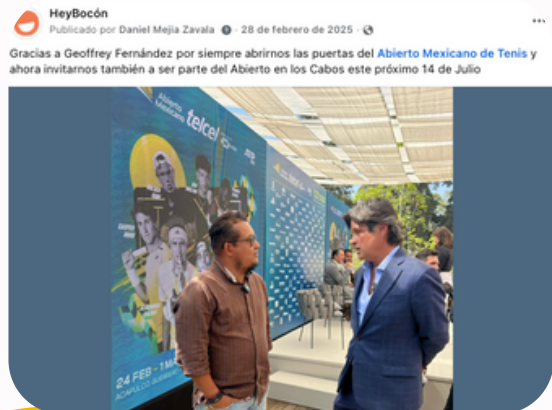 HeyBocón
Publicado por Daniel Mejia Zavala · 28 de febrero de 2025 ·
Gracias a Geoffrey Fernández por siempre abrirnos las puertas del Abierto Mexicano de Tenis y
ahora invitarnos también a ser parte del Abierto en los Cabos este próximo 14 de Julio
Abierto
Mexicano
telcel
24 FEB - 1 MA
ACAPULCO